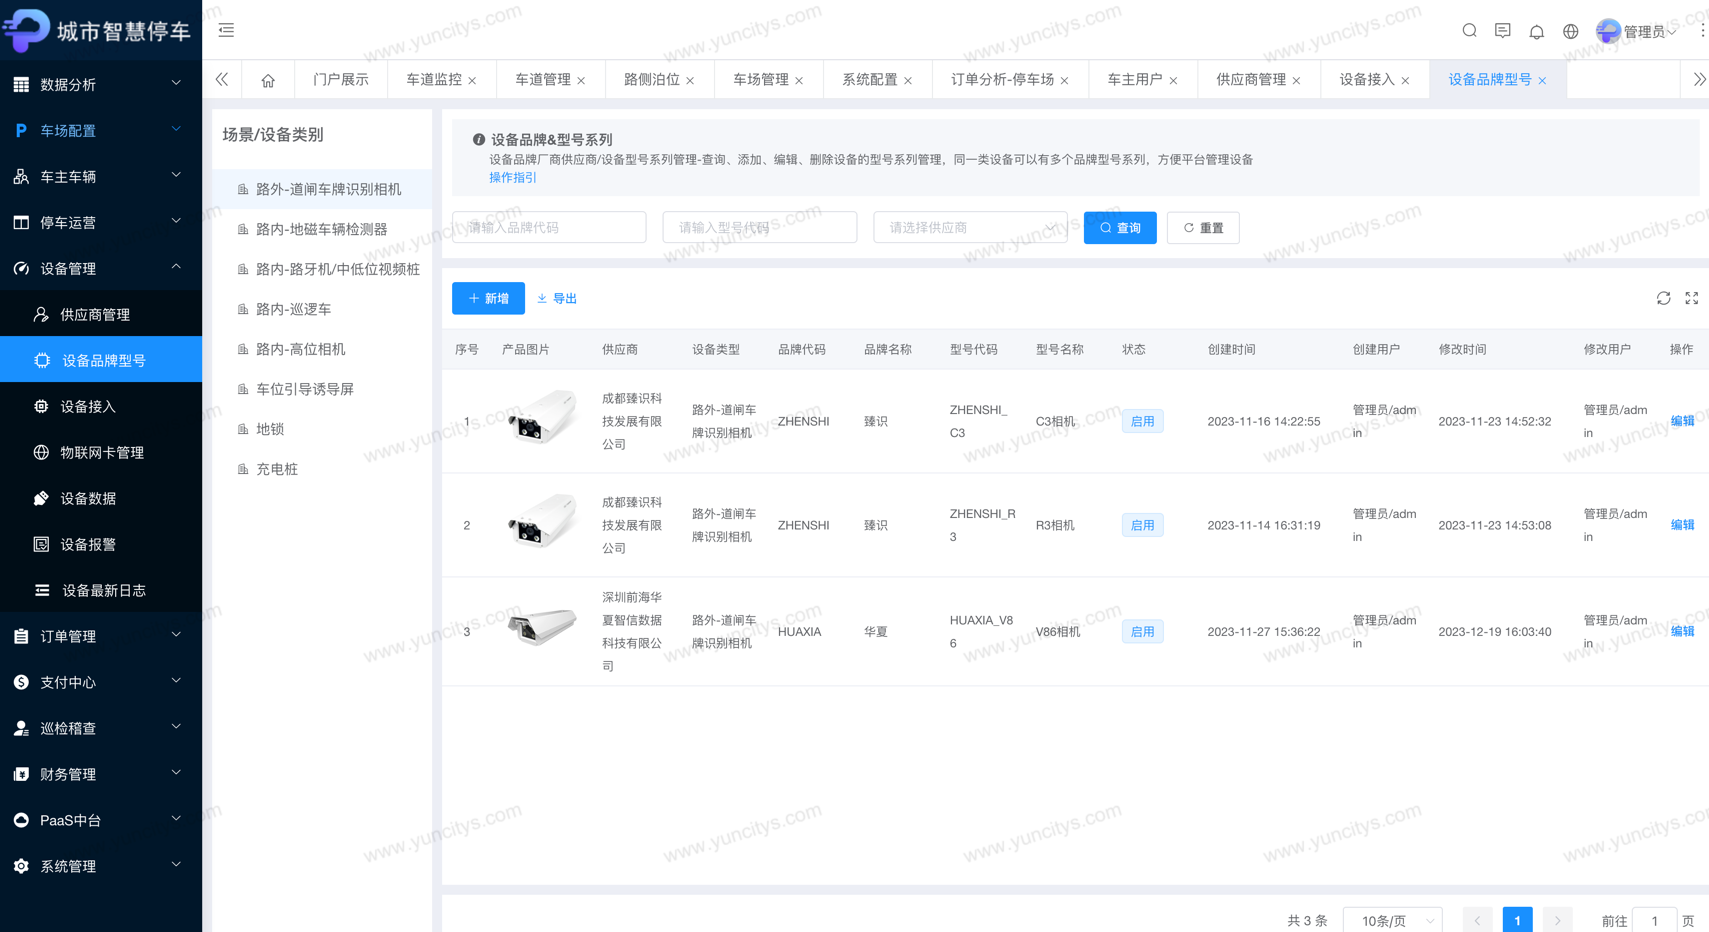 城市智慧停车
管理员
门户展示
车道监控
车道管理
路侧泊位
车场管理
系统配置
订单分析-停车场
车主用户
供应商管理
设备接入
设备品牌型号
数据分析
车场配置
车主车辆
停车运营
设备管理
供应商管理
设备品牌型号
设备接入
物联网卡管理
设备数据
设备报警
设备最新日志
订单管理
支付中心
巡检稽查
财务管理
PaaS中台
系统管理
场景/设备类别
路外-道闸车牌识别相机
路内-地磁车辆检测器
路内-路牙机/中低位视频桩
路内-巡逻车
路内-高位相机
车位引导诱导屏
地锁
充电桩
设备品牌&型号系列
设备品牌厂商供应商/设备型号系列管理-查询、添加、编辑、删除设备的型号系列管理，同一类设备可以有多个品牌型号系列，方便平台管理设备
操作指引
请输入品牌代码
请输入型号代码
请选择供应商
查询
重置
新增
导出
序号 产品图片 供应商 设备类型 品牌代码 品牌名称 型号代码 型号名称 状态 创建时间 创建用户 修改时间 修改用户 操作
1 成都臻识科技发展有限公司 路外-道闸车牌识别相机 ZHENSHI 臻识 ZHENSHI_C3 C3相机 启用 2023-11-16 14:22:55 管理员/admin 2023-11-23 14:52:32 管理员/admin 编辑
2 成都臻识科技发展有限公司 路外-道闸车牌识别相机 ZHENSHI 臻识 ZHENSHI_R3 R3相机 启用 2023-11-14 16:31:19 管理员/admin 2023-11-23 14:53:08 管理员/admin 编辑
3 深圳前海华夏智信数据科技有限公司 路外-道闸车牌识别相机 HUAXIA 华夏 HUAXIA_V86 V86相机 启用 2023-11-27 15:36:22 管理员/admin 2023-12-19 16:03:40 管理员/admin 编辑
共 3 条
10条/页
1
前往 1 页
www.yuncitys.com